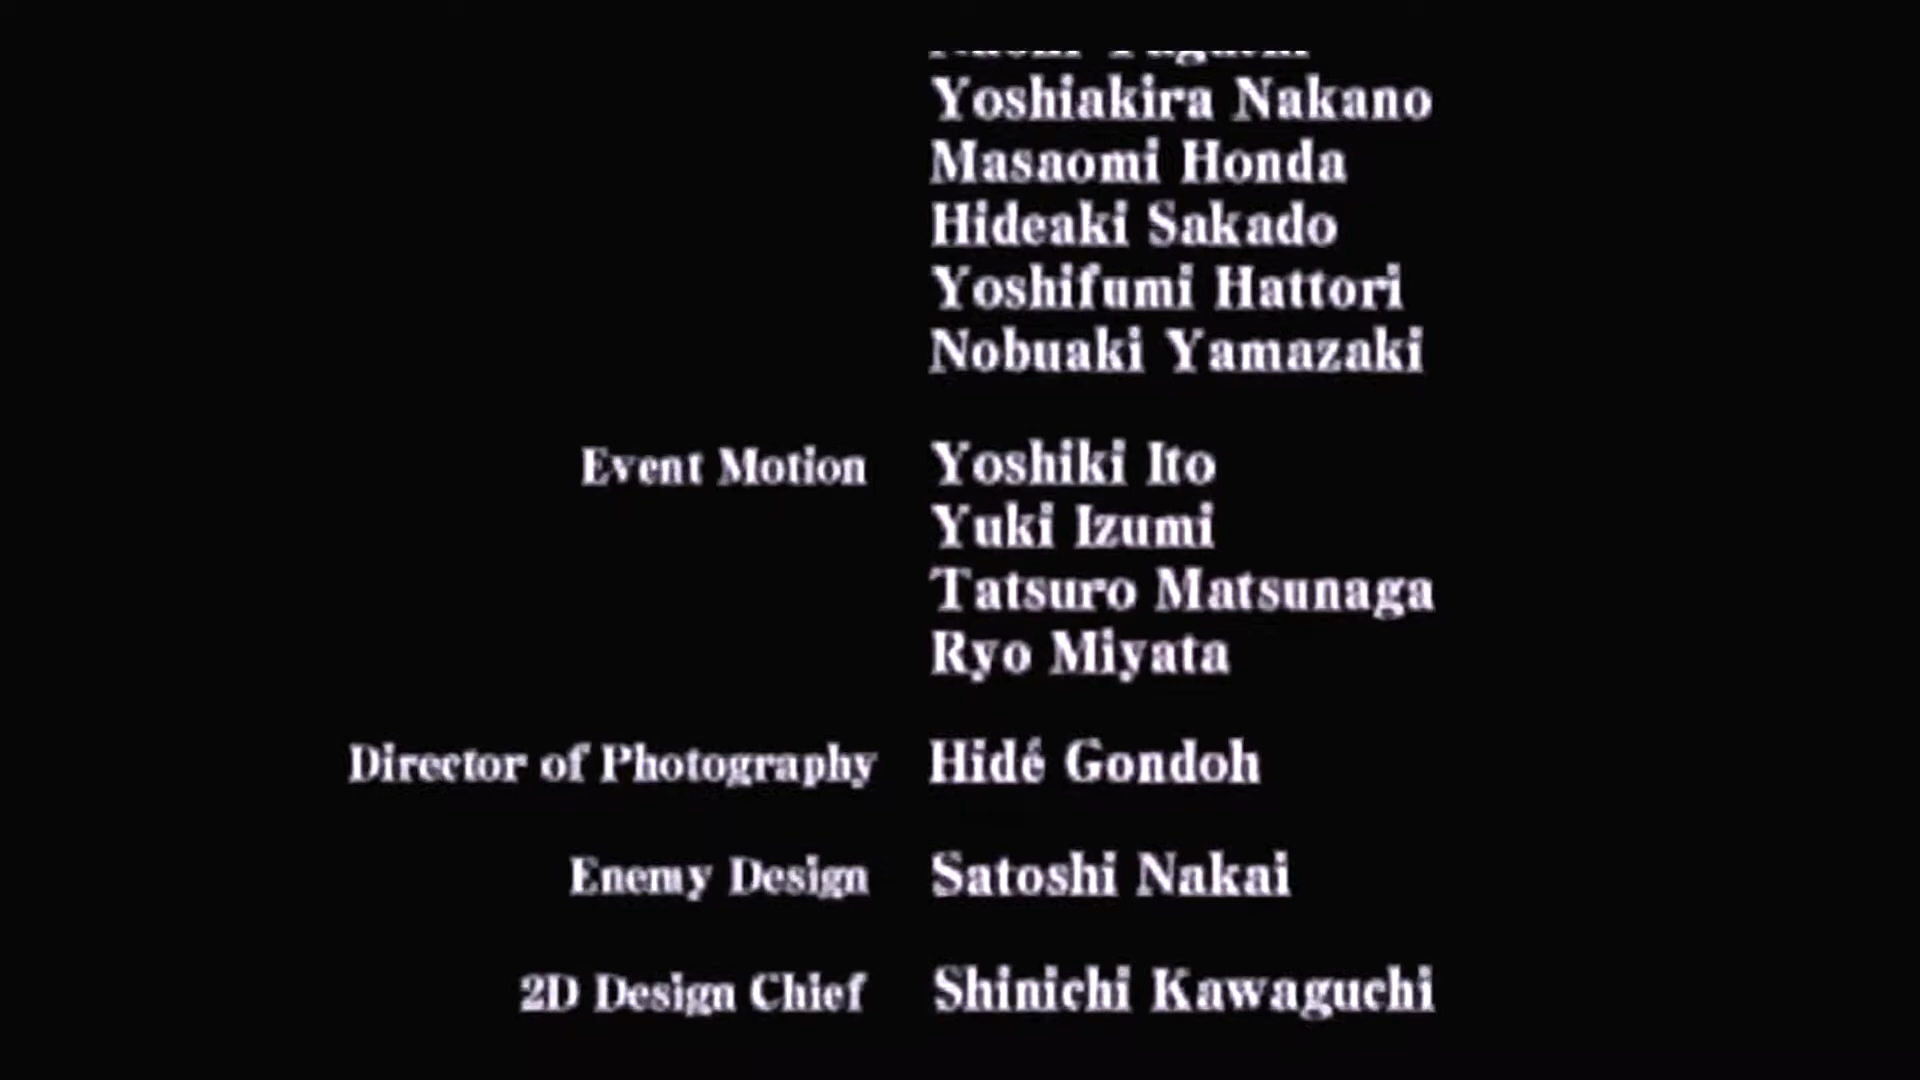 Yoshiakira Nakano
Masaomi Honda
Hideaki Sakado
Yoshifumi Hattori
Nobuaki Yamazaki
Event Motion Yoshiki Ito
Yuki Izumi
Tatsuro Matsunaga
Ryo Miyata
Director of Photography Hidé Gondoh
Enemy Design Satoshi Nakai
2D Design Chief Shinichi Kawaguchi